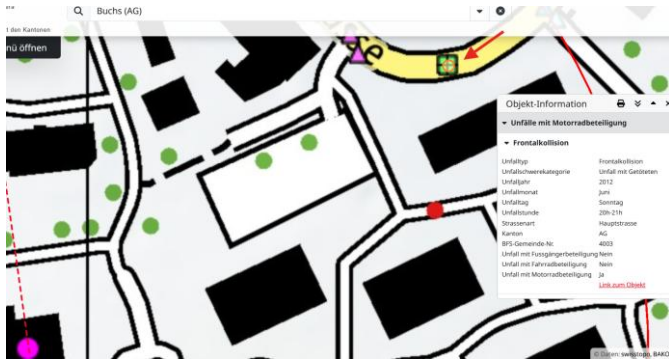 Buchs (AG)
t den Kantonen
nü öffnen
Objekt-Information
Unfälle mit Motorradbeteiligung
Frontalkollision
Unfalltyp Frontalkollision
Unfallschwerekategorie Unfall mit Getöteten
Unfalljahr 2012
Unfallmonat Juni
Unfalltag Sonntag
Unfallstunde 20h-21h
Strassenart Hauptstrasse
Kanton AG
BFS-Gemeinde-Nr. 4003
Unfall mit Fussgängerbeteiligung Nein
Unfall mit Fahrradbeteiligung Nein
Unfall mit Motorradbeteiligung Ja
Link zum Objekt
© Daten: swisstopo, BAKO